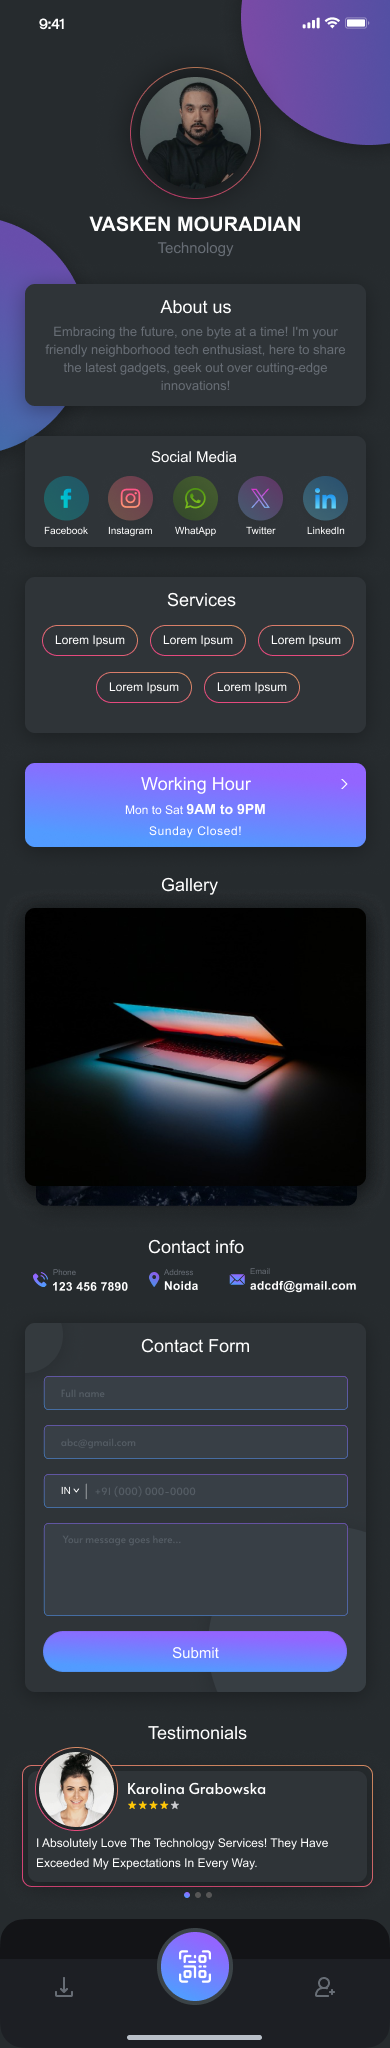 9:41
VASKEN MOURADIAN
Technology
About us
Embracing the future, one byte at a time! I'm your
friendly neighborhood tech enthusiast, here to share
the latest gadgets, geek out over cutting-edge
innovations!
Social Media
Facebook Instagram WhatApp Twitter LinkedIn
Services
Lorem Ipsum Lorem Ipsum Lorem Ipsum
Lorem Ipsum Lorem Ipsum
Working Hour
Mon to Sat 9AM to 9PM
Sunday Closed!
Gallery
Contact info
Phone Address Email
123 456 7890 Noida adcdf@gmail.com
Contact Form
Full name
abc@gmail.com
IN +91 (000) 000-0000
Your message goes here...
Submit
Testimonials
Karolina Grabowska
I Absolutely Love The Technology Services! They Have
Exceeded My Expectations In Every Way.